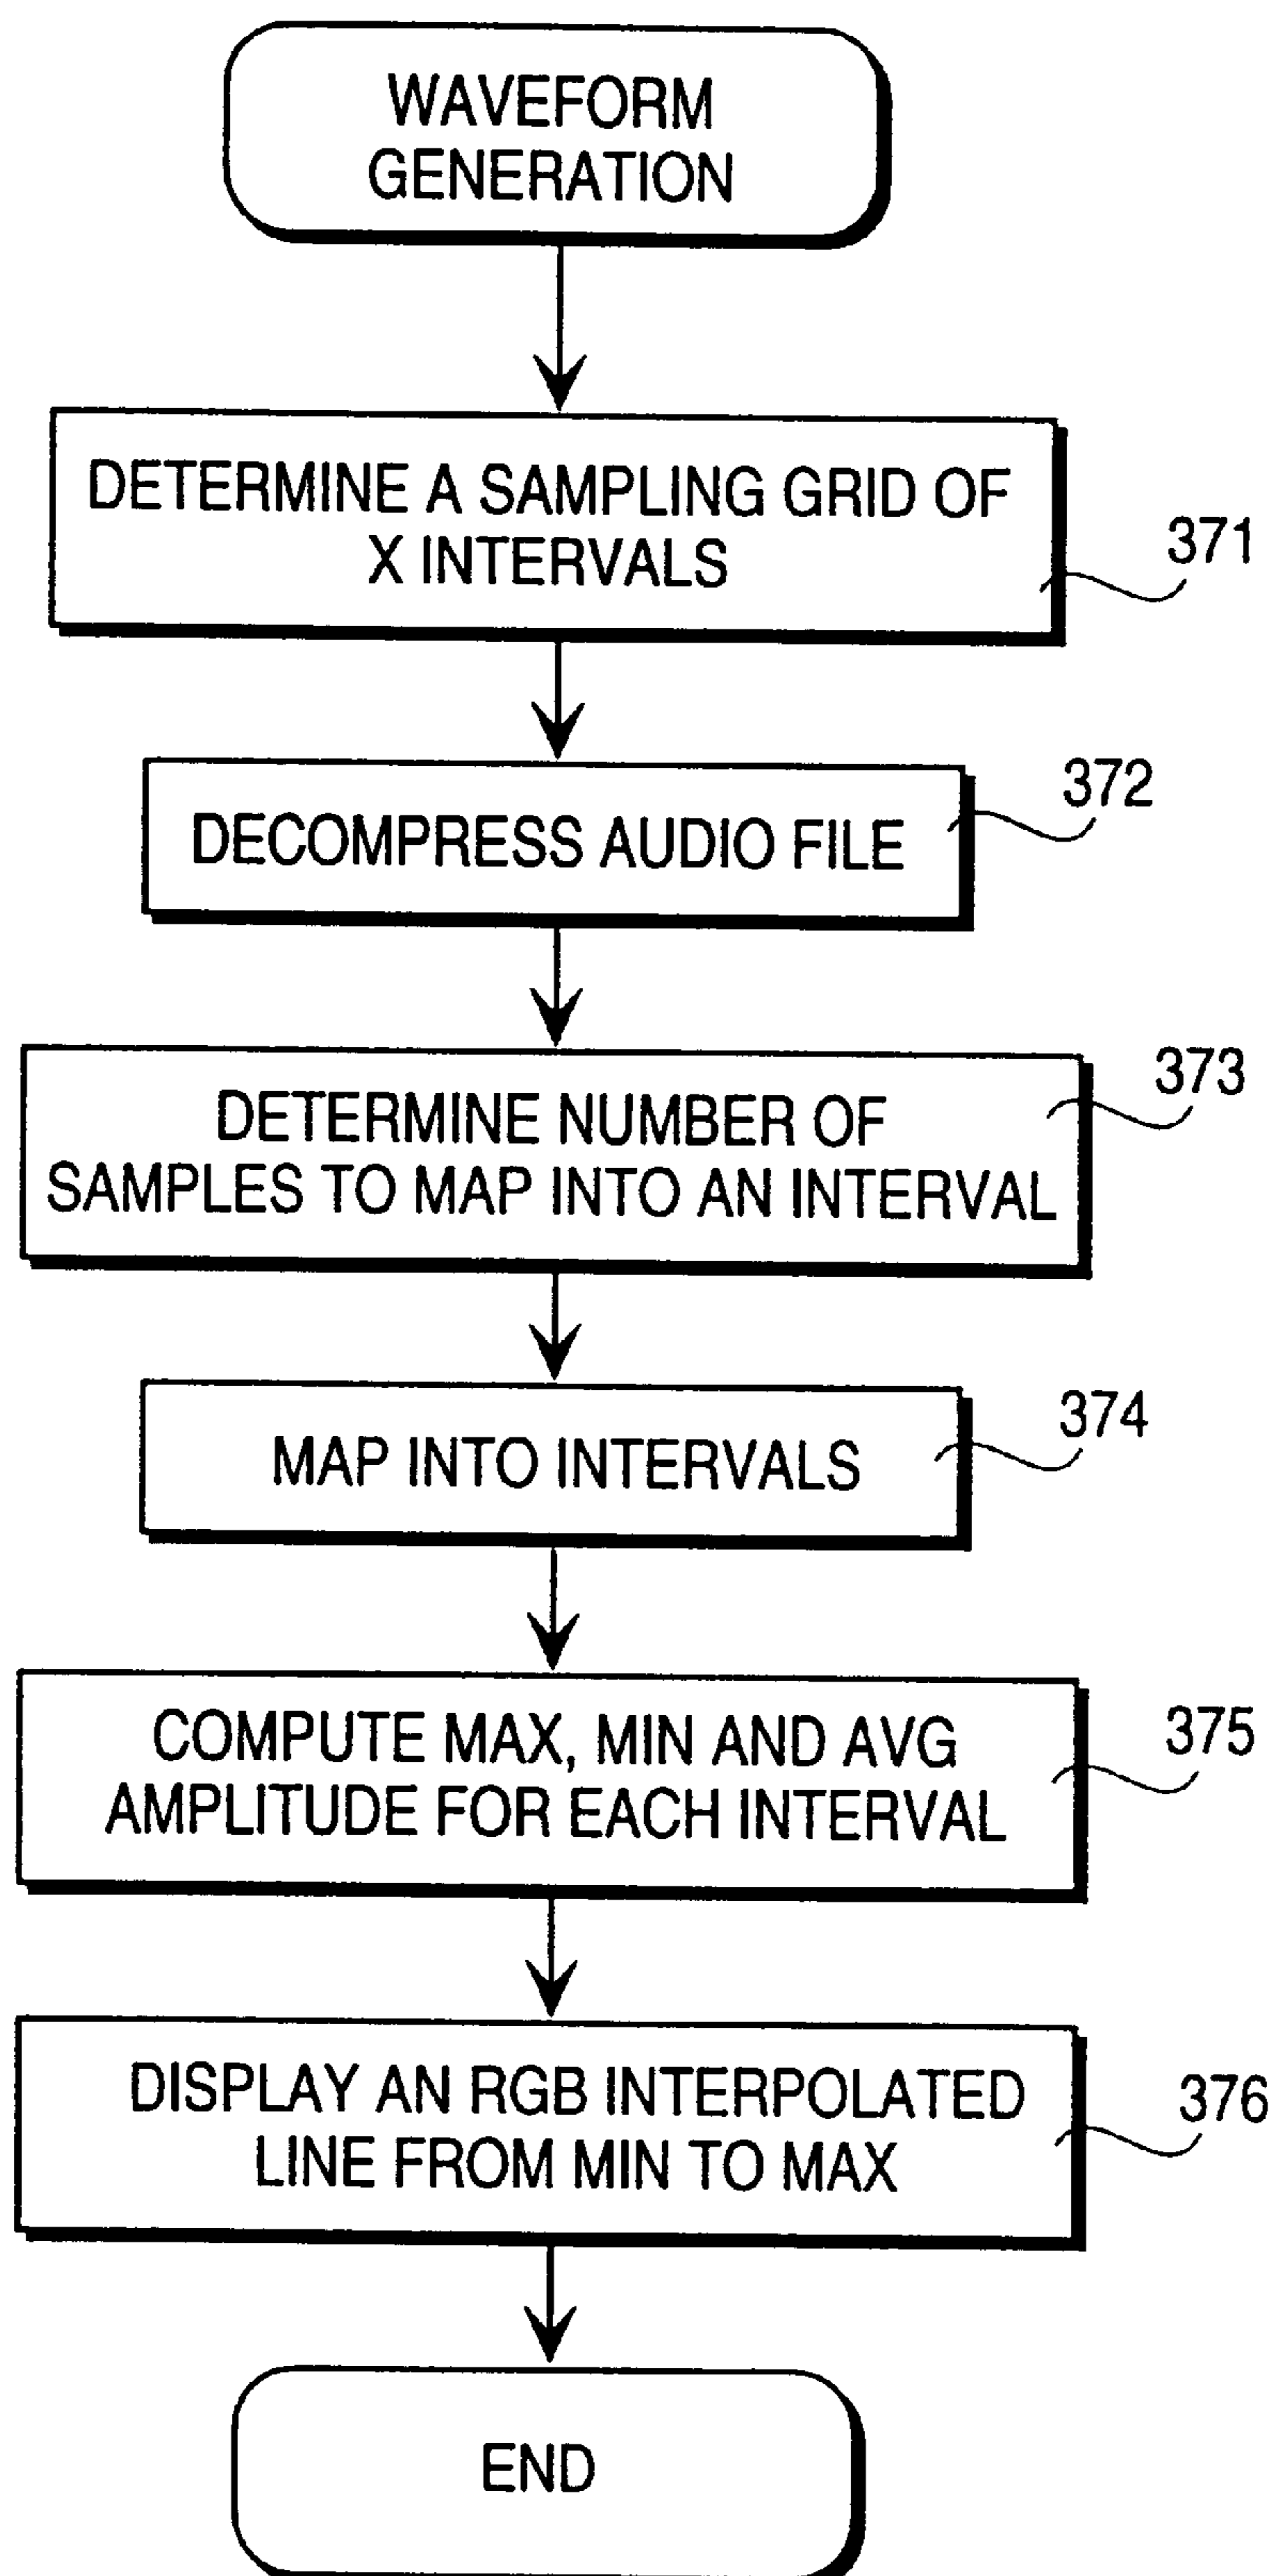 WAVEFORM
GENERATION
DETERMINE A SAMPLING GRID OF
X INTERVALS
371
DECOMPRESS AUDIO FILE
372
DETERMINE NUMBER OF
SAMPLES TO MAP INTO AN INTERVAL
373
MAP INTO INTERVALS
374
COMPUTE MAX, MIN AND AVG
AMPLITUDE FOR EACH INTERVAL
375
DISPLAY AN RGB INTERPOLATED
LINE FROM MIN TO MAX
376
END